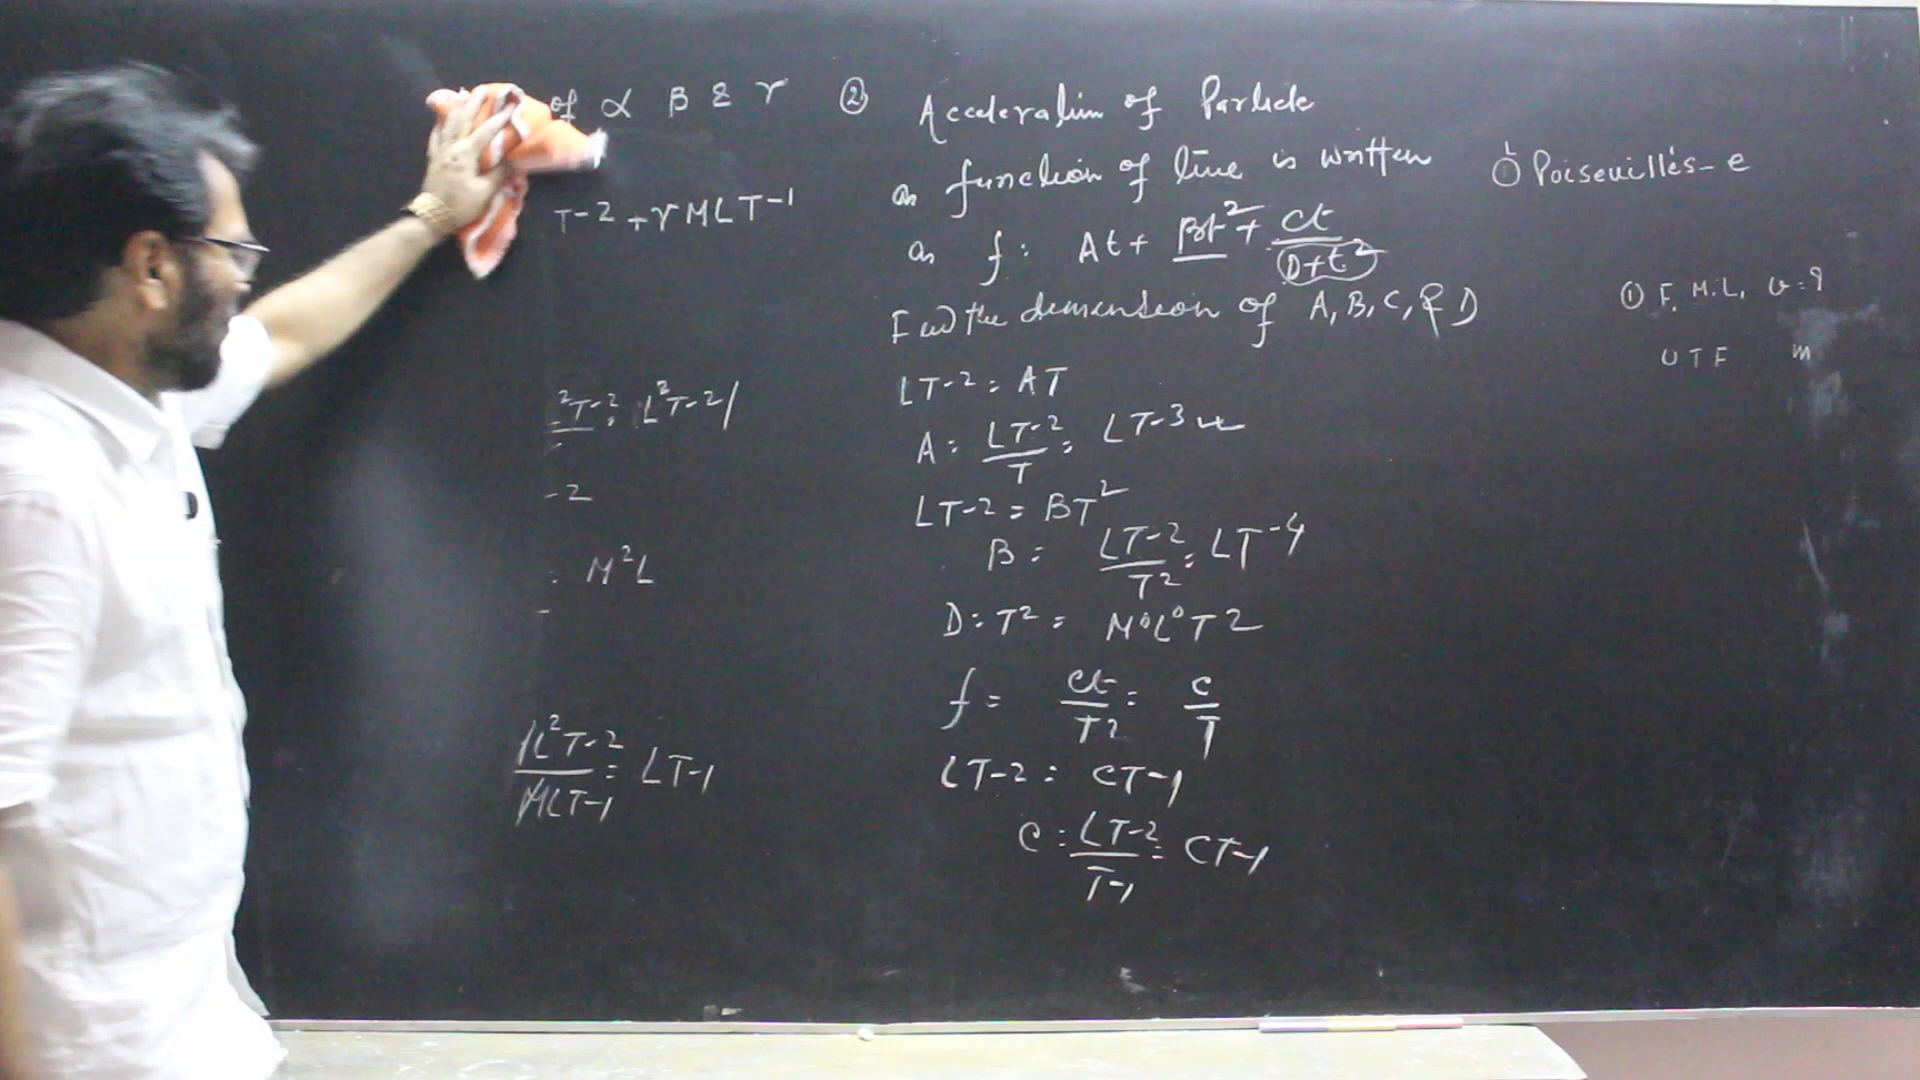 of α β & γ
T-2 + γ MLT-1
2T-2 : L²T-2/
-2
: M²L
L²T-2 / MLT-1 = LT-1
② Acceleration of Particle
as function of time is written
as f: At + Bt² + Ct / D+t²
Find the dimension of A, B, C, & D
LT-2 = AT
A = LT-2 / T = LT-3
LT-2 = BT²
B = LT-2 / T2 = LT-4
D = T2 = M⁰L⁰T2
f = Ct / T2 = C / T
LT-2 = CT-1
C = LT-2 / T-1 = CT-1
① Poiseuille's - e
① F, M.L, v = ?
U T F m